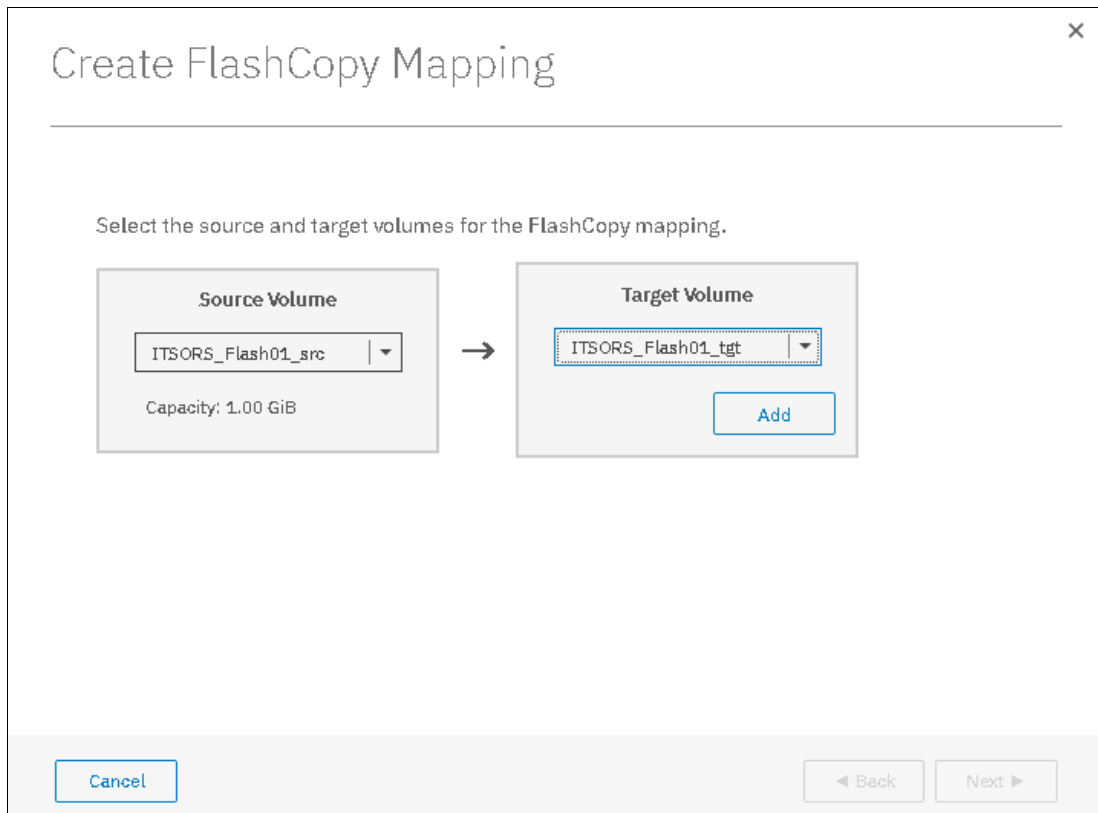 Create FlashCopy Mapping
Select the source and target volumes for the FlashCopy mapping.
Source Volume
ITSORS_Flash01_src
Capacity: 1.00 GiB
Target Volume
ITSORS_Flash01_tgt
Add
Cancel
Back
Next